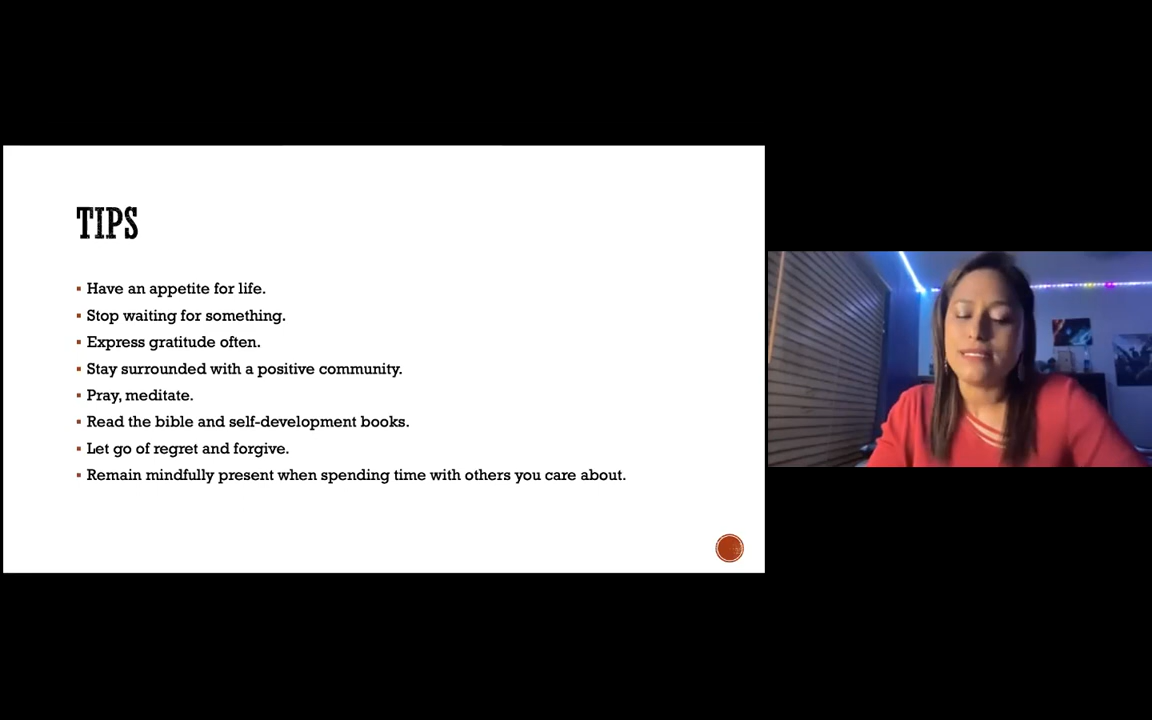 TIPS
Have an appetite for life.
Stop waiting for something.
Express gratitude often.
Stay surrounded with a positive community.
Pray, meditate.
Read the bible and self-development books.
Let go of regret and forgive.
Remain mindfully present when spending time with others you care about.